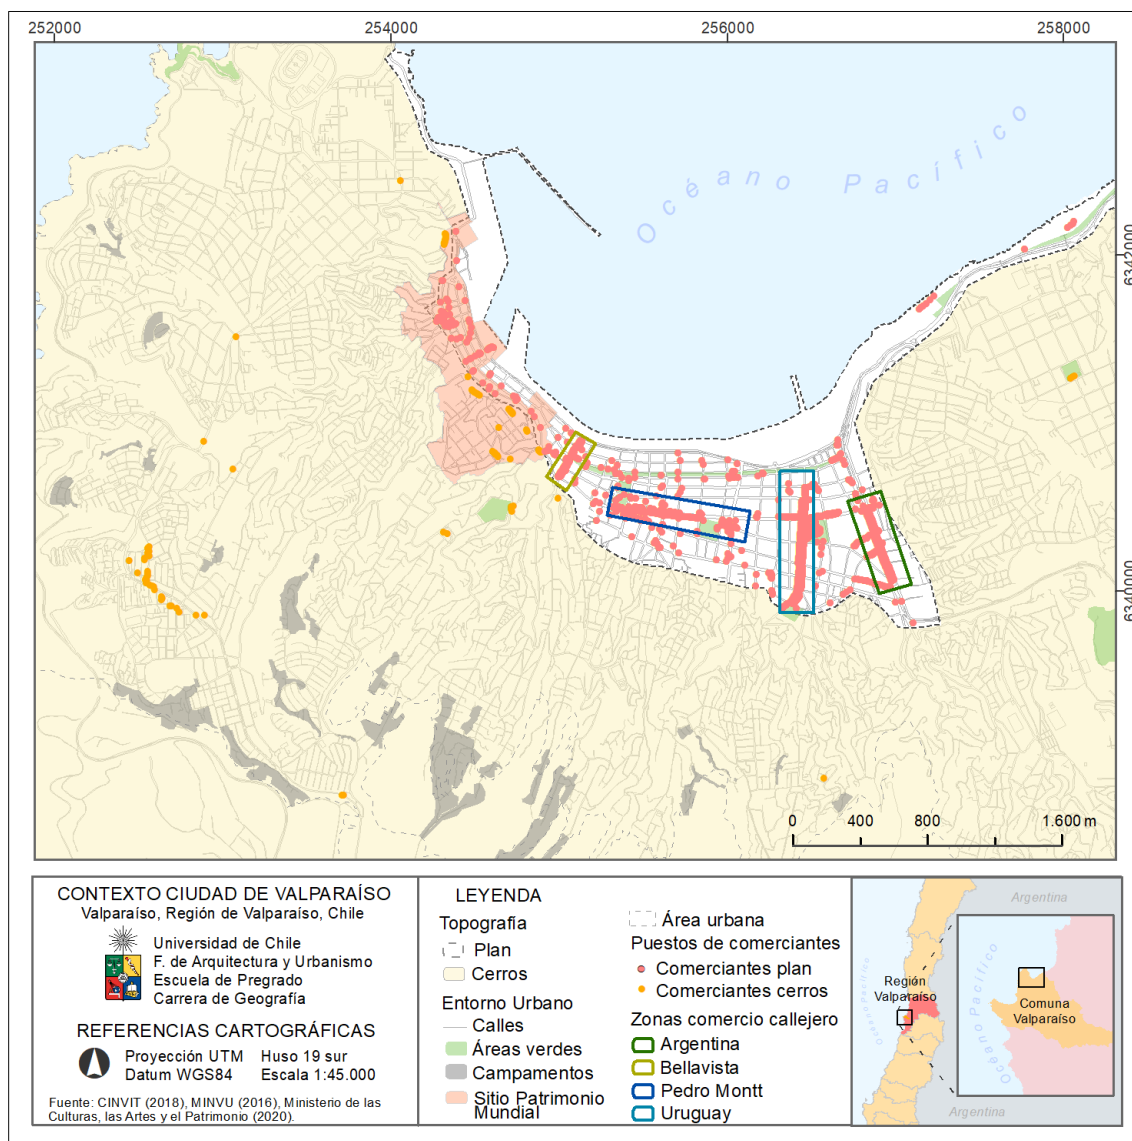 252000
254000
256000
258000
Océano Pacífico
6342000
6340000
0 400 800 1.600 m
CONTEXTO CIUDAD DE VALPARAÍSO
Valparaíso, Región de Valparaíso, Chile
Universidad de Chile
F. de Arquitectura y Urbanismo
Escuela de Pregrado
Carrera de Geografía
REFERENCIAS CARTOGRÁFICAS
Proyección UTM Huso 19 sur
Datum WGS84 Escala 1:45.000
Fuente: CINVIT (2018), MINVU (2016), Ministerio de las
Culturas, las Artes y el Patrimonio (2020).
LEYENDA
Topografía
Plan
Cerros
Entorno Urbano
Calles
Áreas verdes
Campamentos
Sitio Patrimonio
Mundial
Área urbana
Puestos de comerciantes
Comerciantes plan
Comerciantes cerros
Zonas comercio callejero
Argentina
Bellavista
Pedro Montt
Uruguay
Argentina
Océano Pacífico
Región
Valparaíso
Océano Pacífico
Comuna
Valparaíso
Argentina